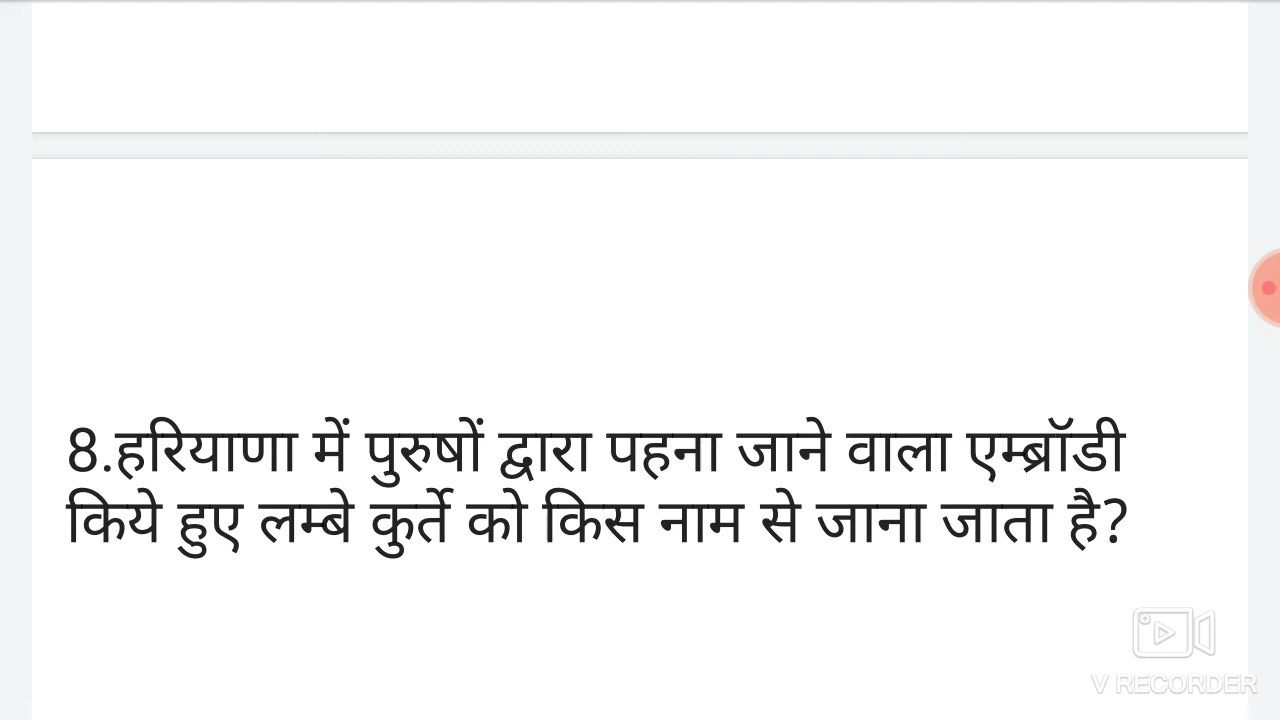 8.हरियाणा में पुरुषों द्वारा पहना जाने वाला एम्ब्रॉडी
किये हुए लम्बे कुर्ते को किस नाम से जाना जाता है?
V RECORDER